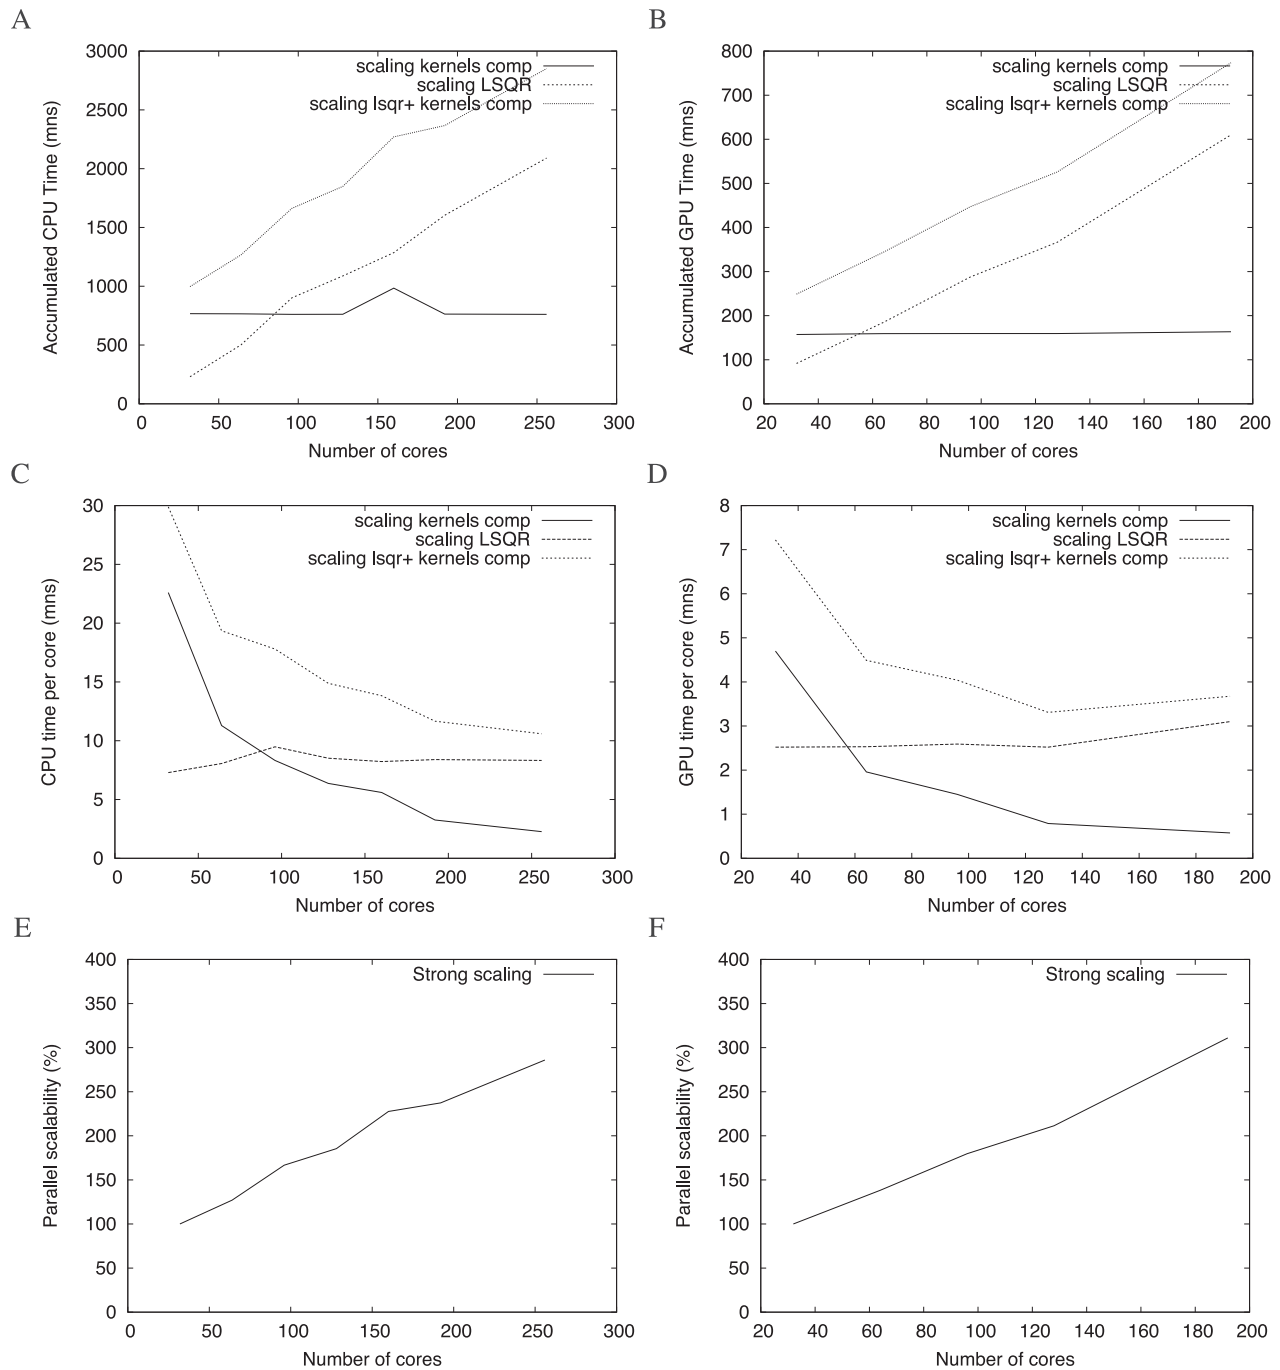 A
Accumulated CPU Time (mns)
3000
2500
2000
1500
1000
500
0
scaling kernels comp
scaling LSQR
scaling lsqr+ kernels comp
0 50 100 150 200 250 300
Number of cores
B
Accumulated GPU Time (mns)
800
700
600
500
400
300
200
100
0
scaling kernels comp
scaling LSQR
scaling lsqr+ kernels comp
20 40 60 80 100 120 140 160 180 200
Number of cores
C
CPU time per core (mns)
30
25
20
15
10
5
0
scaling kernels comp
scaling LSQR
scaling lsqr+ kernels comp
0 50 100 150 200 250 300
Number of cores
D
GPU time per core (mns)
8
7
6
5
4
3
2
1
0
scaling kernels comp
scaling LSQR
scaling lsqr+ kernels comp
20 40 60 80 100 120 140 160 180 200
Number of cores
E
Parallel scalability (%)
400
350
300
250
200
150
100
50
0
Strong scaling
0 50 100 150 200 250 300
Number of cores
F
Parallel scalability (%)
400
350
300
250
200
150
100
50
0
Strong scaling
20 40 60 80 100 120 140 160 180 200
Number of cores